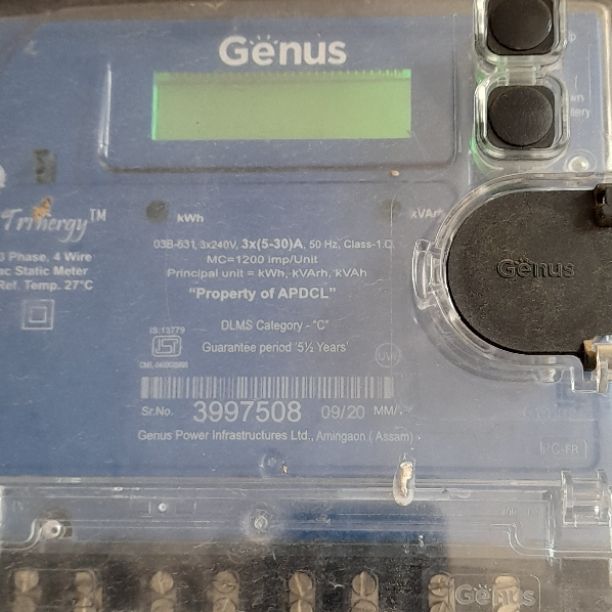 Genus
Trinergy™
kWh
kVArh
3 Phase, 4 Wire
ac Static Meter
Ref. Temp. 27°C
03B-631, 3x240V, 3x(5-30)A, 50 Hz, Class-1.0
MC=1200 imp/Unit
Principal unit = kWh, kVArh, kVAh
"Property of APDCL"
DLMS Category - "C"
IS:13779
Guarantee period '5½ Years'
Sr.No. 3997508 09/20 MM/
Genus Power Infrastructures Ltd., Amingaon ( Assam)
Genus
PC-FR
Genus